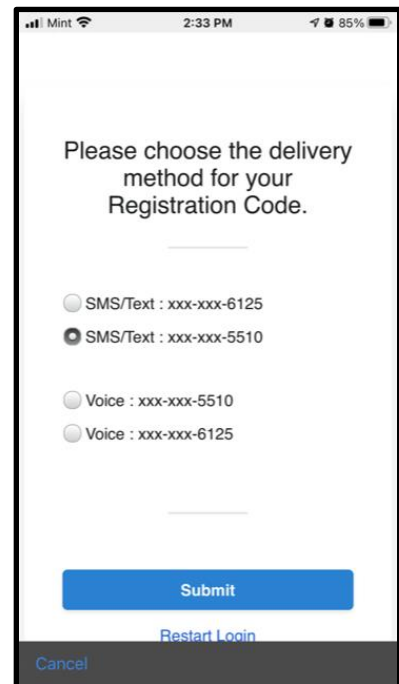 Mint 2:33 PM 85%
Please choose the delivery
method for your
Registration Code.
SMS/Text : xxx-xxx-6125
SMS/Text : xxx-xxx-5510
Voice : xxx-xxx-5510
Voice : xxx-xxx-6125
Submit
Restart Login
Cancel